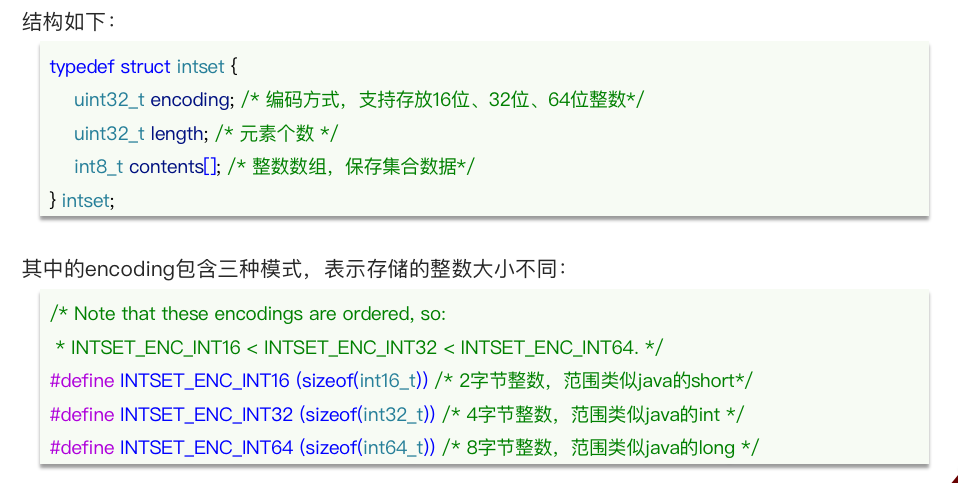 结构如下：
typedef struct intset {
uint32_t encoding; /* 编码方式，支持存放16位、32位、64位整数*/
uint32_t length; /* 元素个数 */
int8_t contents[]; /* 整数数组，保存集合数据*/
} intset;
其中的encoding包含三种模式，表示存储的整数大小不同：
/* Note that these encodings are ordered, so:
* INTSET_ENC_INT16 < INTSET_ENC_INT32 < INTSET_ENC_INT64. */
#define INTSET_ENC_INT16 (sizeof(int16_t)) /* 2字节整数，范围类似java的short*/
#define INTSET_ENC_INT32 (sizeof(int32_t)) /* 4字节整数，范围类似java的int */
#define INTSET_ENC_INT64 (sizeof(int64_t)) /* 8字节整数，范围类似java的long */